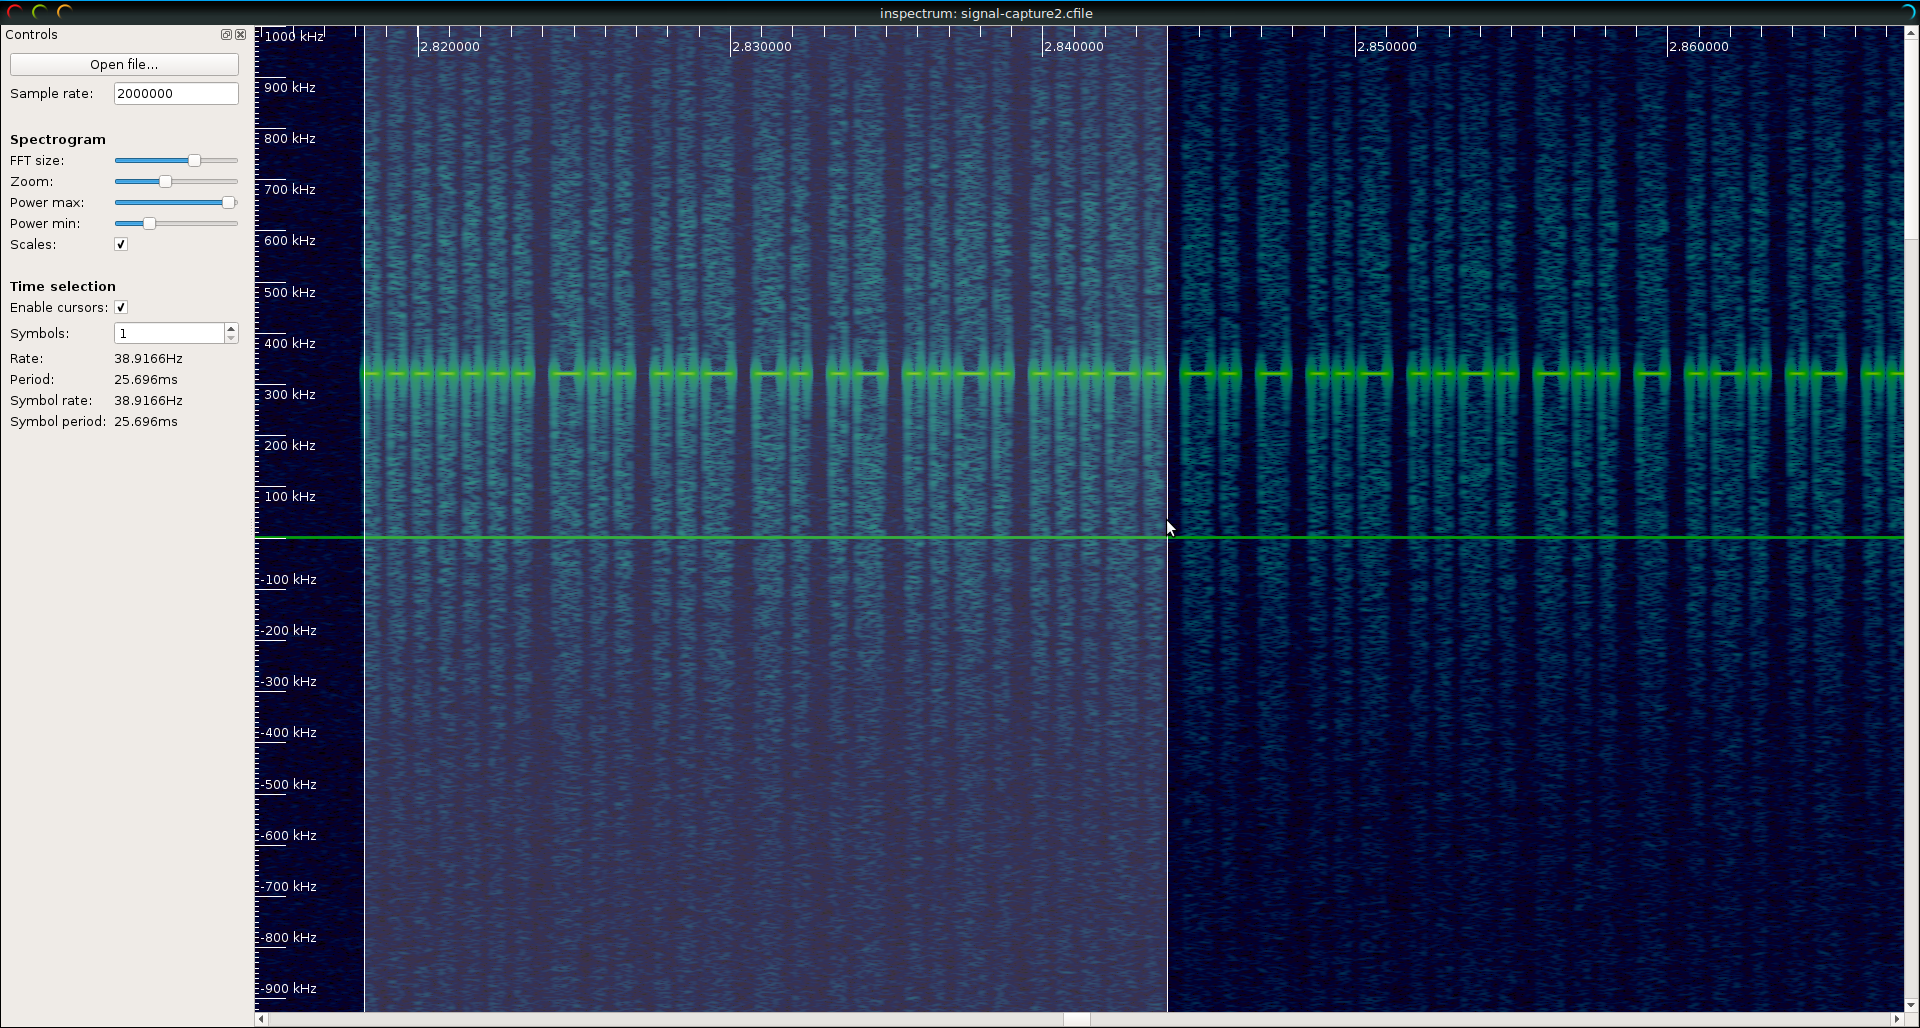 inspectrum: signal-capture2.cfile
Controls
Open file...
Sample rate: 2000000
Spectrogram
FFT size:
Zoom:
Power max:
Power min:
Scales:
Time selection
Enable cursors:
Symbols: 1
Rate: 38.9166Hz
Period: 25.696ms
Symbol rate: 38.9166Hz
Symbol period: 25.696ms
1000 kHz
2.820000 2.830000 2.840000 2.850000 2.860000
900 kHz
800 kHz
700 kHz
600 kHz
500 kHz
400 kHz
300 kHz
200 kHz
100 kHz
-100 kHz
-200 kHz
-300 kHz
-400 kHz
-500 kHz
-600 kHz
-700 kHz
-800 kHz
-900 kHz